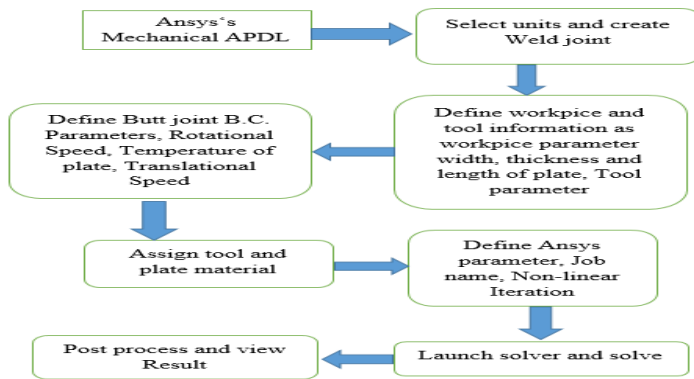 Ansys's
Mechanical APDL
Select units and create
Weld joint
Define workpice and
tool information as
workpice parameter
width, thickness and
length of plate, Tool
parameter
Define Butt joint B.C.
Parameters, Rotational
Speed, Temperature of
plate, Translational
Speed
Assign tool and
plate material
Define Ansys
parameter, Job
name, Non-linear
Iteration
Launch solver and solve
Post process and view
Result